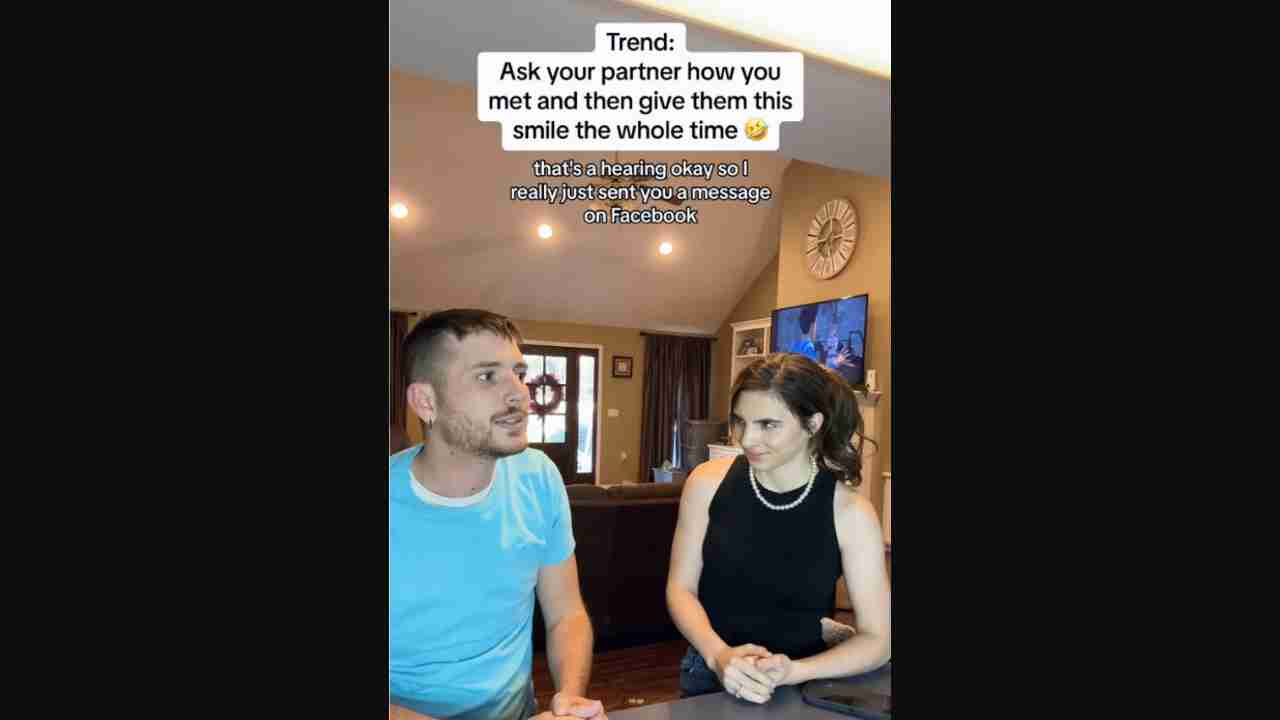 Trend:
Ask your partner how you
met and then give them this
smile the whole time 🤣
that's a hearing okay so I
really just sent you a message
on Facebook